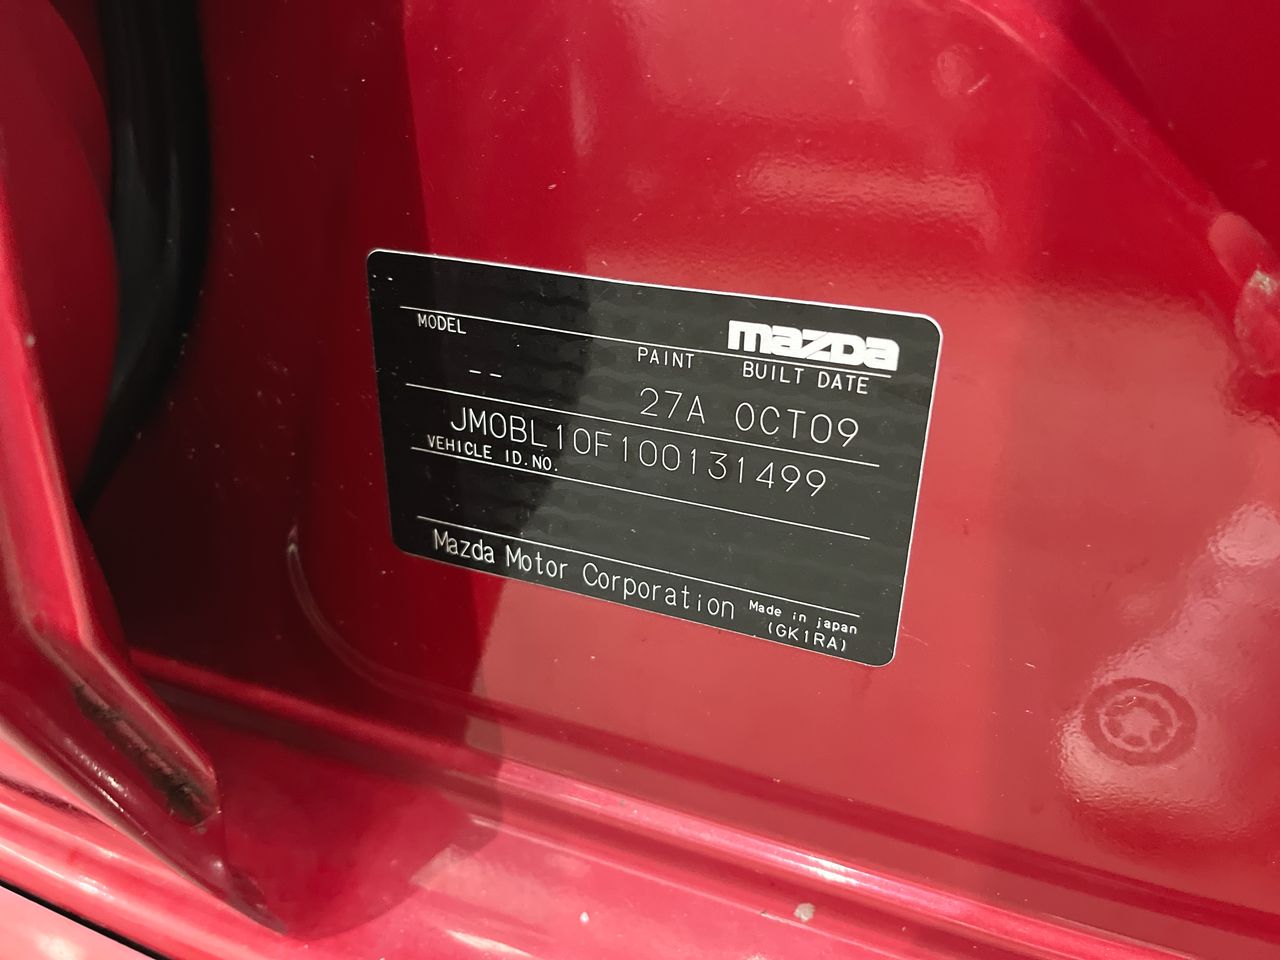 mazda
MODEL PAINT BUILT DATE
-- 27A OCT09
JM0BL10F100131499
VEHICLE ID.NO.
Mazda Motor Corporation Made in japan
(GK1RA)